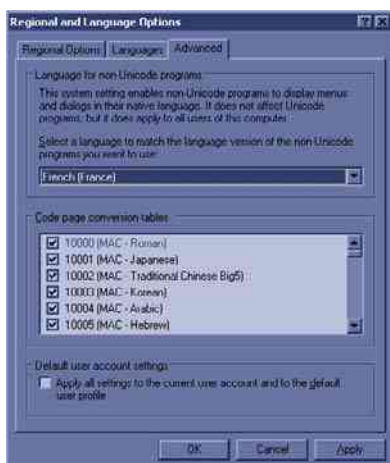 Regional and Language Options
Regional Options
Languages
Advanced
Language for non-Unicode programs
This system setting enables non-Unicode programs to display menus
and dialogs in their native language. It does not affect Unicode
programs, but it does apply to all users of this computer.
Select a language to match the language version of the non-Unicode
programs you want to use:
French (France)
Code page conversion tables
10000 (MAC - Roman)
10001 (MAC - Japanese)
10002 (MAC - Traditional Chinese Big5)
10003 (MAC - Korean)
10004 (MAC - Arabic)
10005 (MAC - Hebrew)
Default user account settings
Apply all settings to the current user account and to the default
user profile
OK
Cancel
Apply